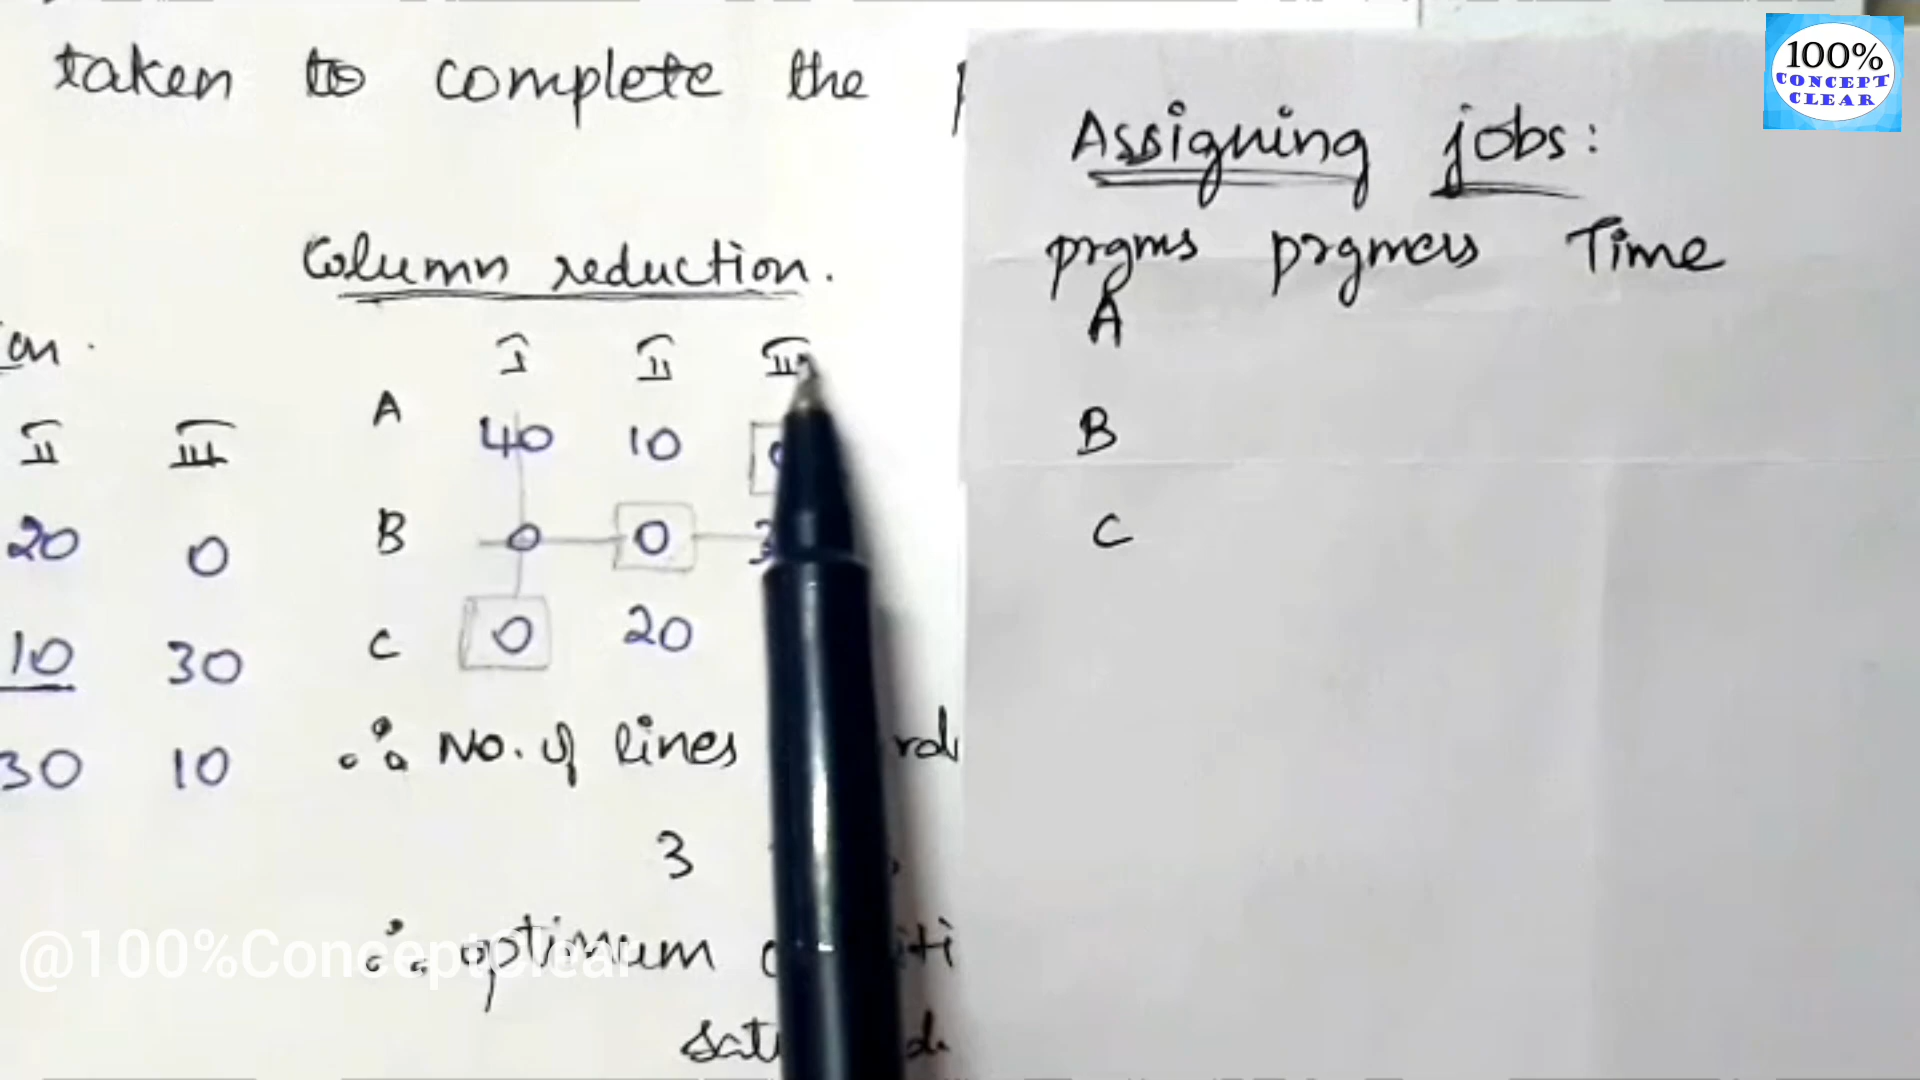 taken to complete the
Column reduction.
on.
I II III
II III
A 40 10
20 0
B 0 0
10 30
C 0 20
30 10
∴ No. of lines
3
∴ optimum
Assigning jobs:
prgms prgmers Time
A
B
C
100%
CONCEPT
CLEAR
@100%ConceptClear